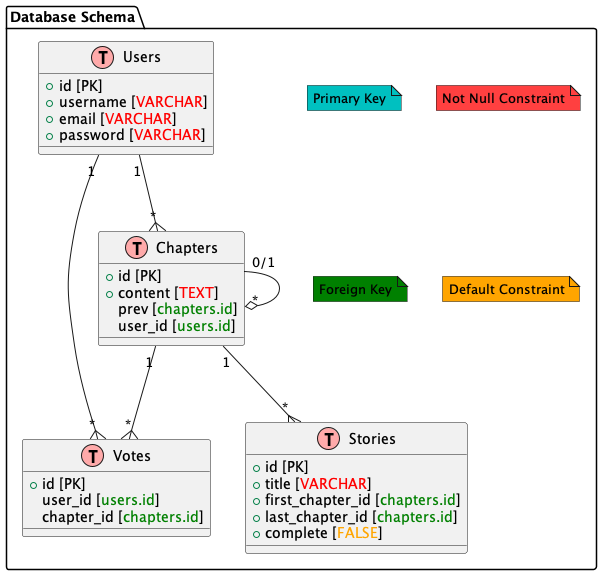 Database Schema
T Users
id [PK]
username [VARCHAR]
email [VARCHAR]
password [VARCHAR]
Primary Key
Not Null Constraint
1
1
*
T Chapters
id [PK]
content [TEXT]
prev [chapters.id]
user_id [users.id]
0/1
*
Foreign Key
Default Constraint
1
1
*
*
*
T Votes
id [PK]
user_id [users.id]
chapter_id [chapters.id]
T Stories
id [PK]
title [VARCHAR]
first_chapter_id [chapters.id]
last_chapter_id [chapters.id]
complete [FALSE]